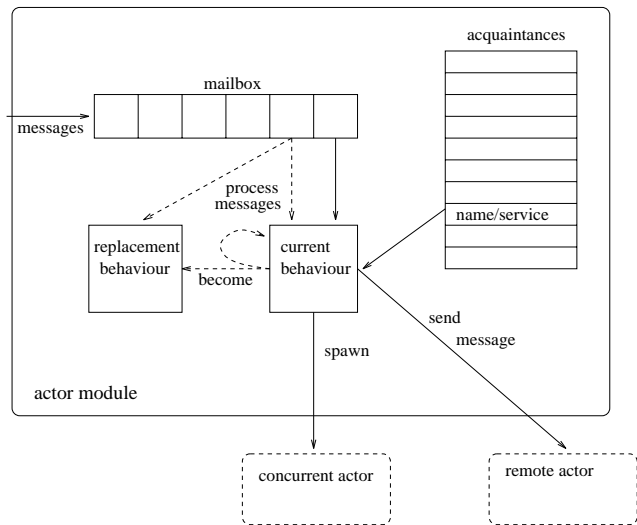 acquaintances
mailbox
messages
process
messages
name/service
replacement
behaviour
current
behaviour
become
send
message
spawn
actor module
concurrent actor
remote actor